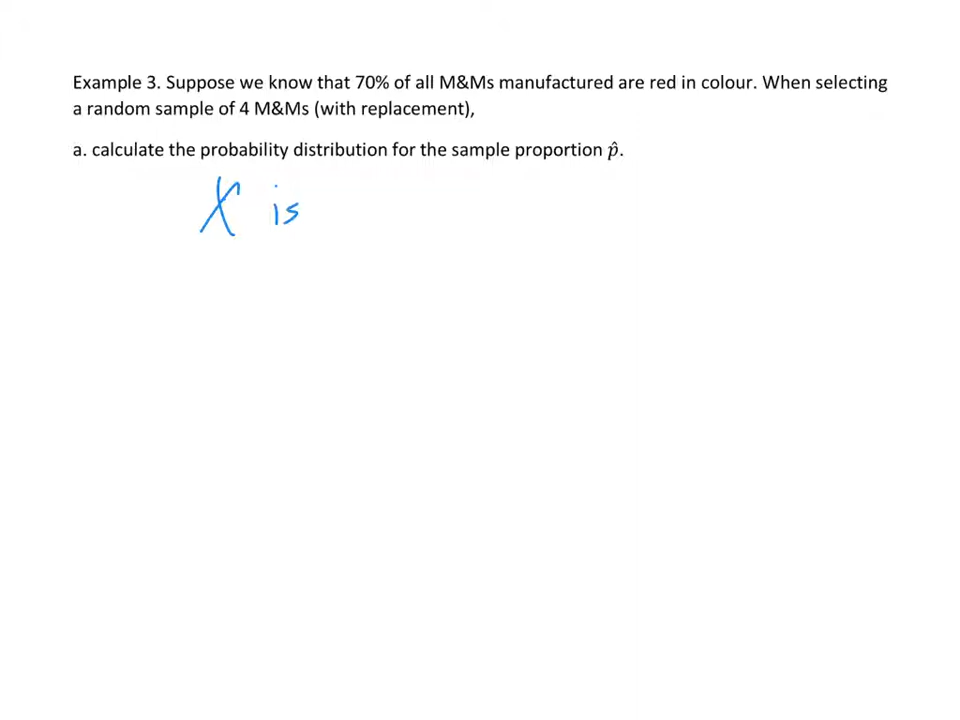 Example 3. Suppose we know that 70% of all M&Ms manufactured are red in colour. When selecting
a random sample of 4 M&Ms (with replacement),
a. calculate the probability distribution for the sample proportion p̂.
X is